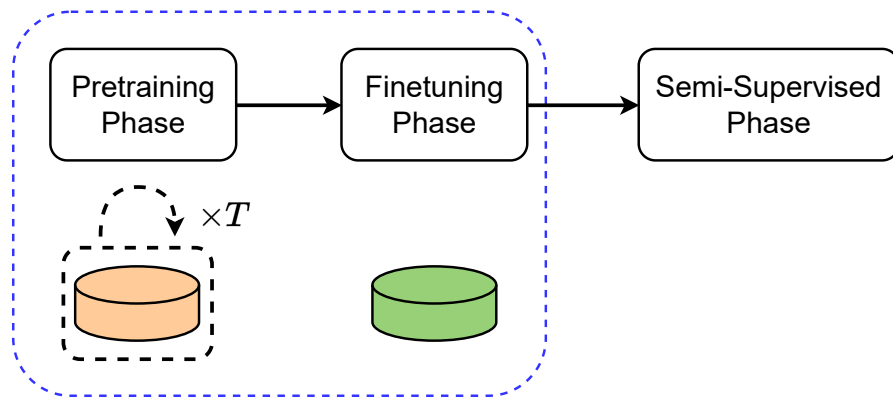 Pretraining
Phase
Finetuning
Phase
Semi-Supervised
Phase
×T